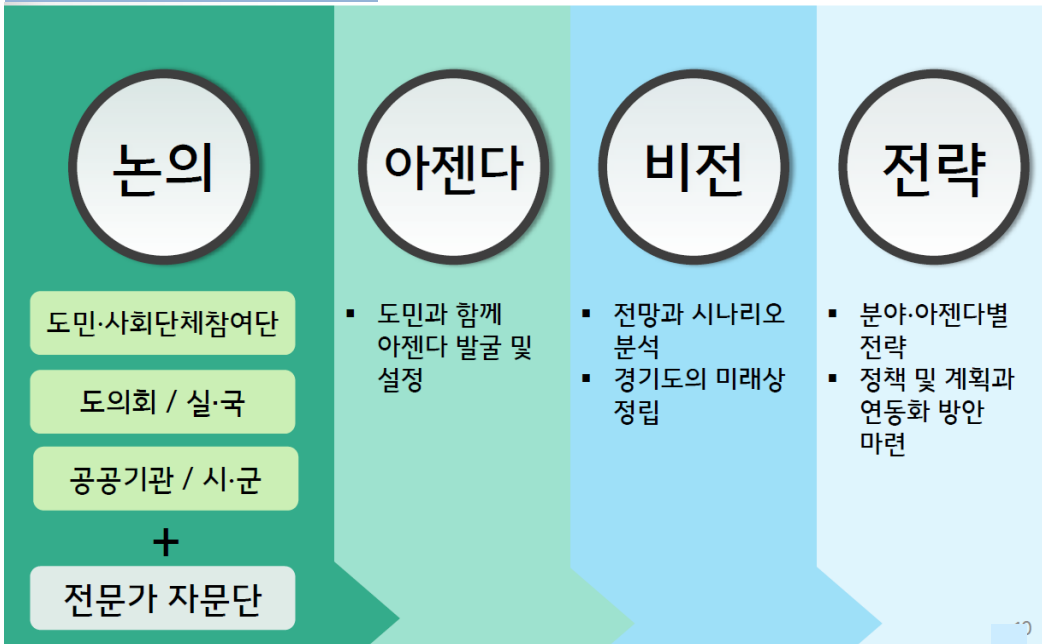 논의
도민·사회단체참여단
도의회 / 실·국
공공기관 / 시·군
+
전문가 자문단
아젠다
▪ 도민과 함께
아젠다 발굴 및
설정
비전
▪ 전망과 시나리오
분석
▪ 경기도의 미래상
정립
전략
▪ 분야·아젠다별
전략
▪ 정책 및 계획과
연동화 방안
마련